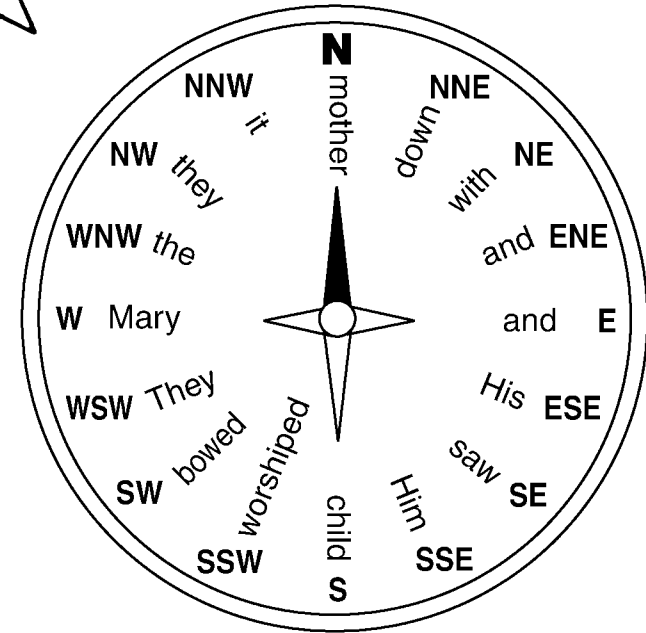 N
mother
NNE
down
NE
with
ENE
and
E
and
ESE
His
SE
saw
SSE
Him
S
child
SSW
worshiped
SW
bowed
WSW
They
W
Mary
WNW
the
NW
they
NNW
it